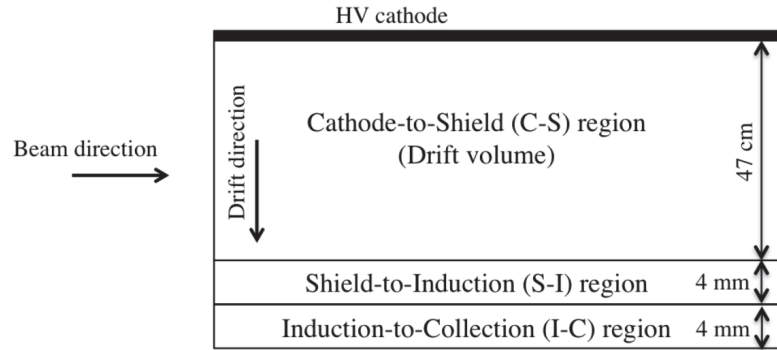 HV cathode
Cathode-to-Shield (C-S) region
(Drift volume)
Beam direction
Drift direction
47 cm
Shield-to-Induction (S-I) region
4 mm
Induction-to-Collection (I-C) region
4 mm